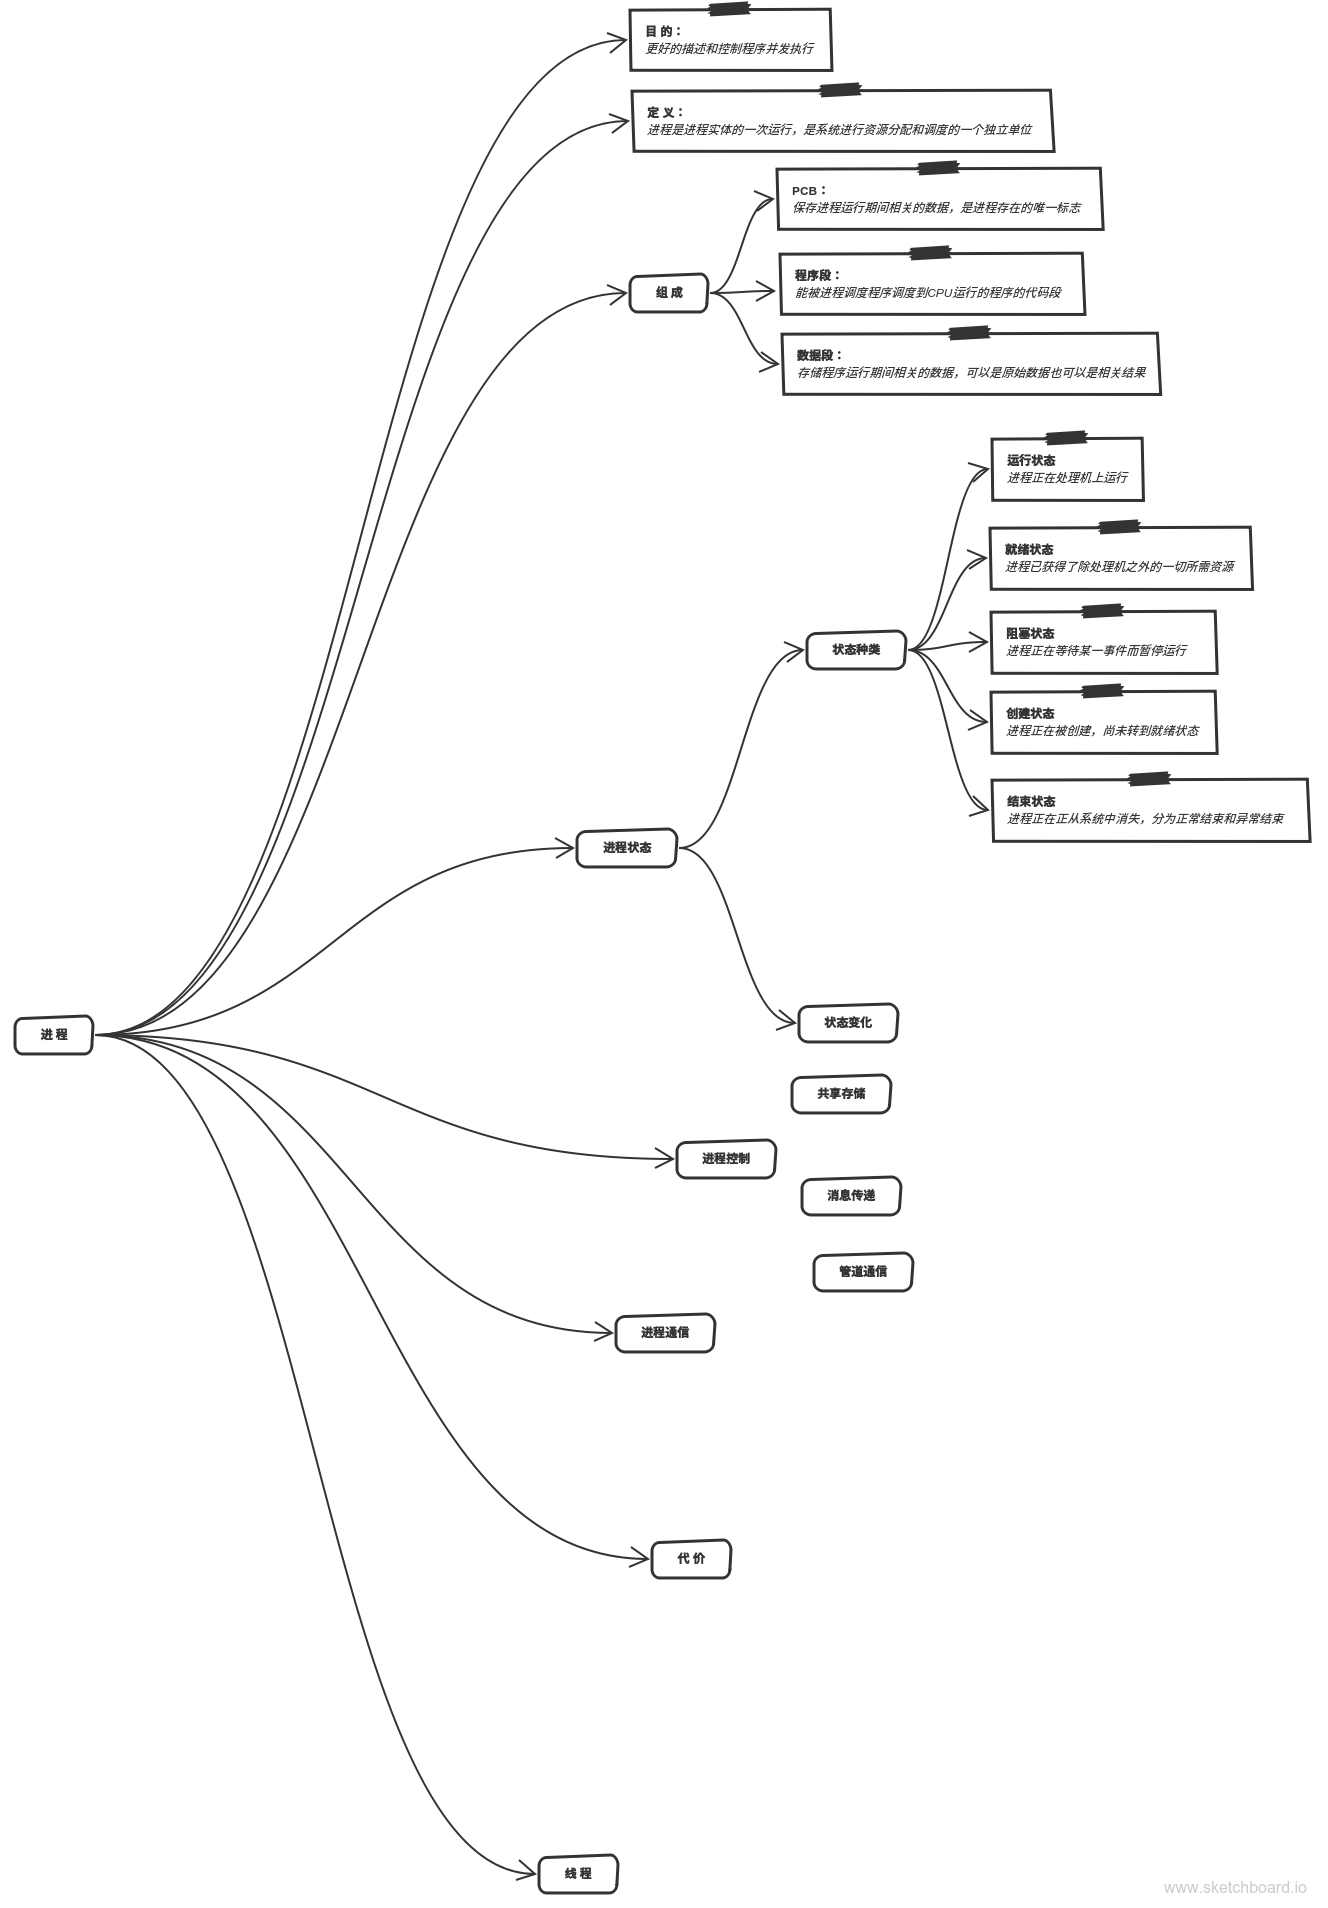 目 的：
更好的描述和控制程序并发执行
定 义：
进程是进程实体的一次运行，是系统进行资源分配和调度的一个独立单位
PCB：
保存进程运行期间相关的数据，是进程存在的唯一标志
组 成
程序段：
能被进程调度程序调度到CPU运行的程序的代码段
数据段：
存储程序运行期间相关的数据，可以是原始数据也可以是相关结果
运行状态
进程正在处理机上运行
就绪状态
进程已获得了除处理机之外的一切所需资源
阻塞状态
进程正在等待某一事件而暂停运行
状态种类
创建状态
进程正在被创建，尚未转到就绪状态
结束状态
进程正在正从系统中消失，分为正常结束和异常结束
进程状态
状态变化
进 程
共享存储
进程控制
消息传递
管道通信
进程通信
代 价
线 程
www.sketchboard.io